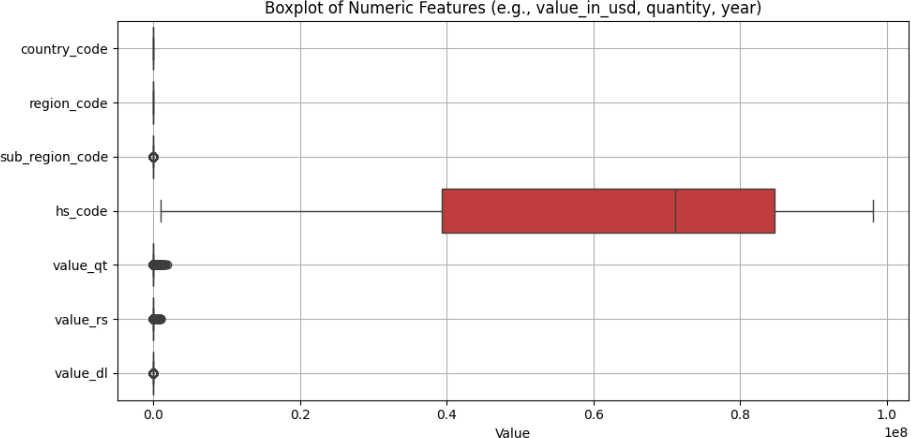 Boxplot of Numeric Features (e.g., value_in_usd, quantity, year)
country_code
region_code
sub_region_code
hs_code
value_qt
value_rs
value_dl
0.0 0.2 0.4 0.6 0.8 1.0
1e8
Value